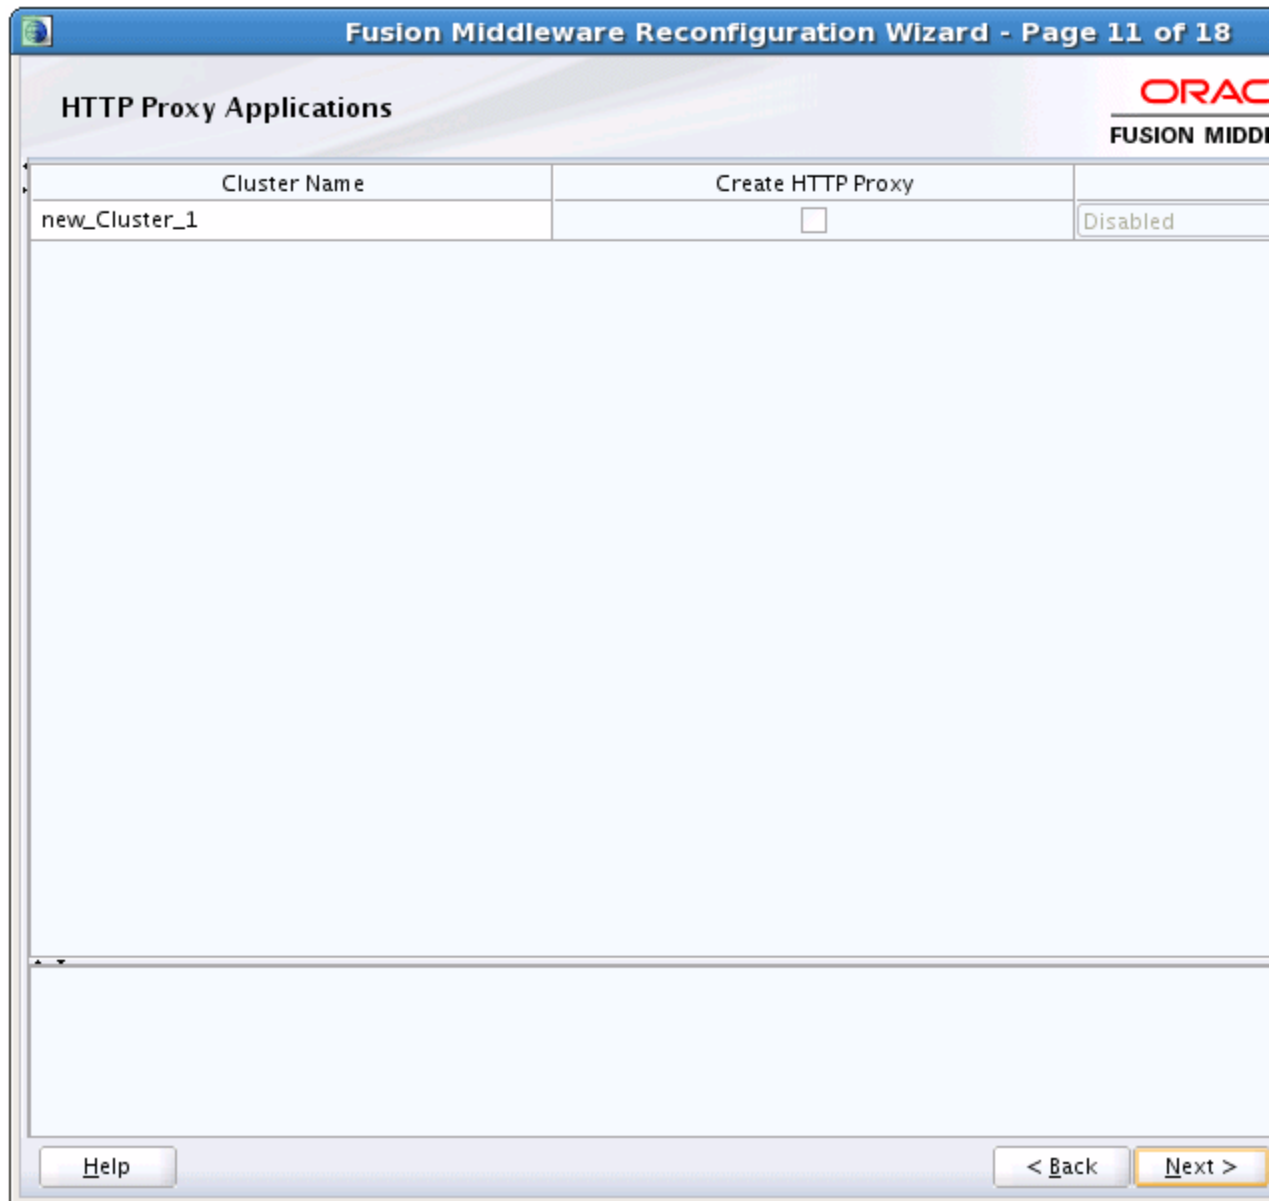 Fusion Middleware Reconfiguration Wizard - Page 11 of 18
HTTP Proxy Applications
FUSION
Cluster Name Create HTTP Proxy
new_Cluster_1 Disabled
Help < Back Next >